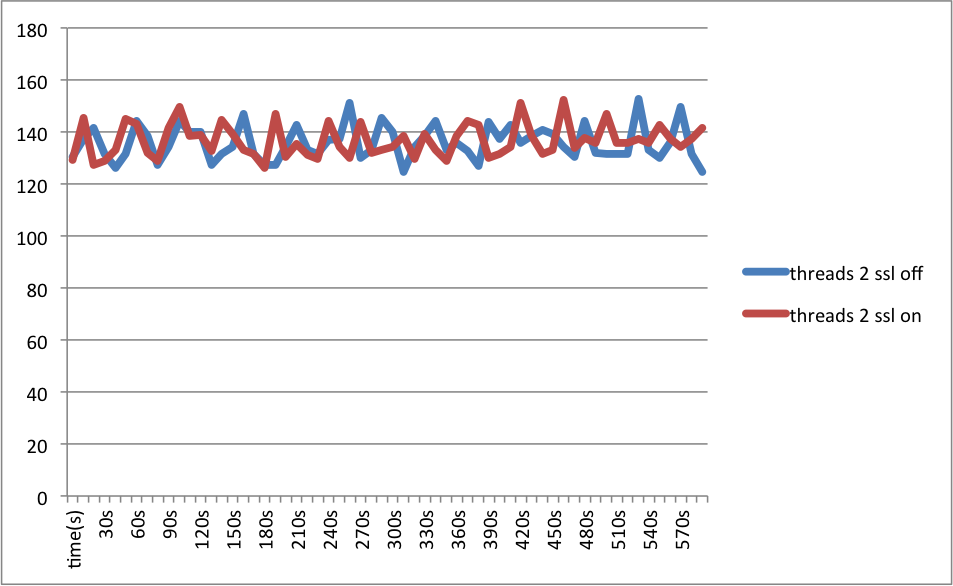 180
160
140
120
100
80
60
40
20
0
time(s)
30s
60s
90s
120s
150s
180s
210s
240s
270s
300s
330s
360s
390s
420s
450s
480s
510s
540s
570s
threads 2 ssl off
threads 2 ssl on